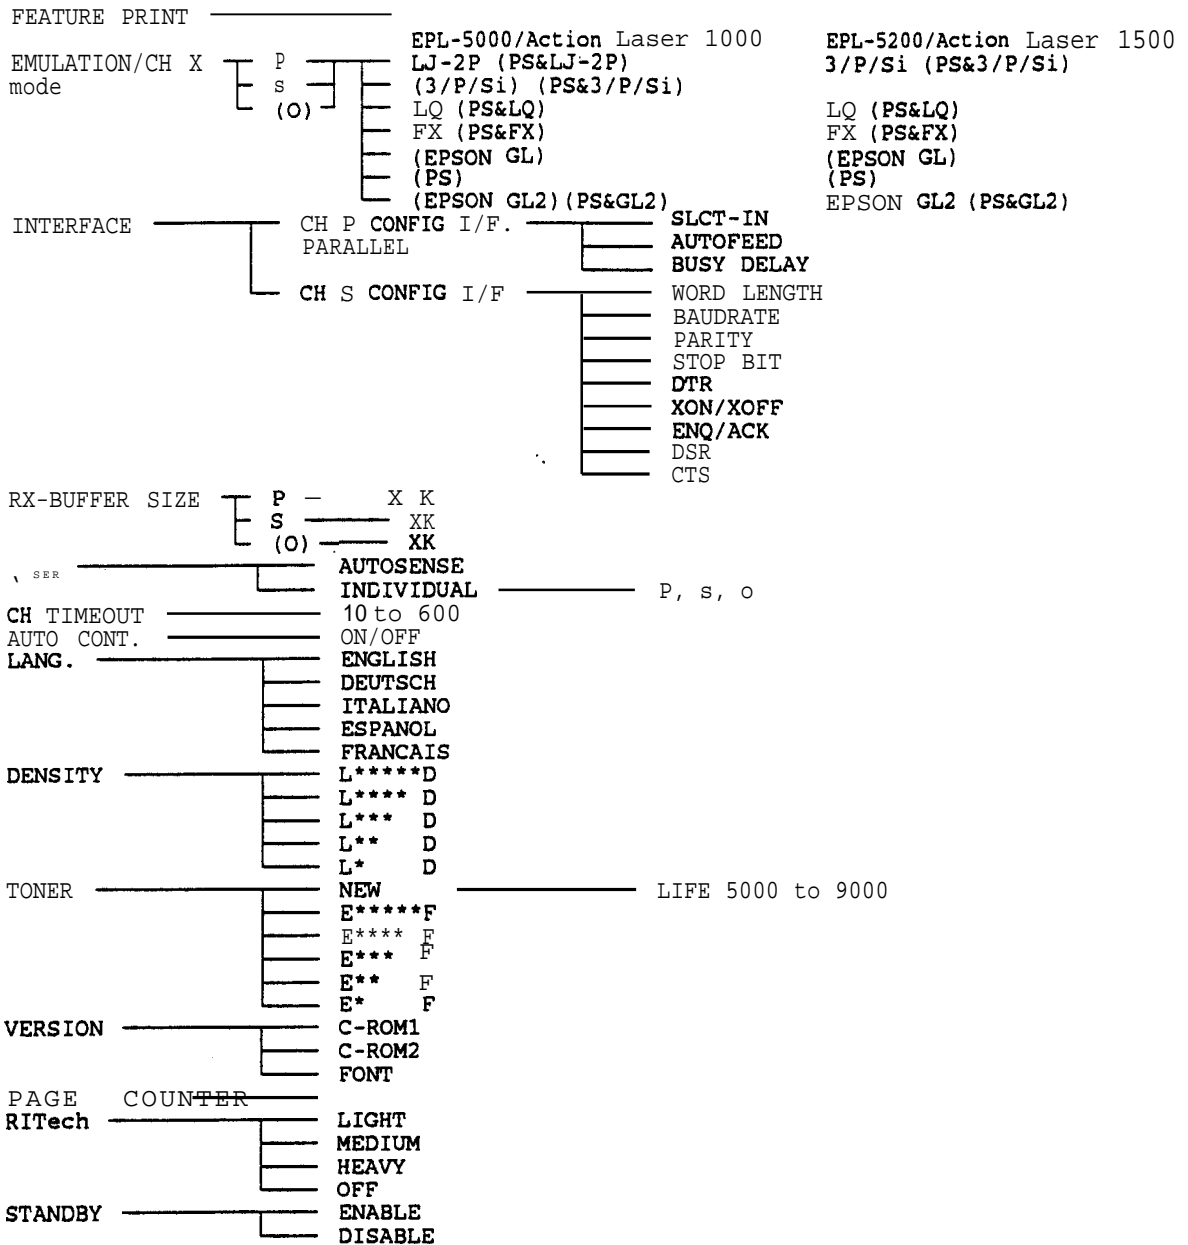 FEATURE PRINT
EPL-5000/Action Laser 1000 EPL-5200/Action Laser 1500
EMULATION/CH X P LJ-2P (PS&LJ-2P) 3/P/Si (PS&3/P/Si)
mode s (3/P/Si) (PS&3/P/Si)
(O) LQ (PS&LQ) LQ (PS&LQ)
FX (PS&FX) FX (PS&FX)
(EPSON GL) (EPSON GL)
(PS) (PS)
(EPSON GL2) (PS&GL2) EPSON GL2 (PS&GL2)
INTERFACE CH P CONFIG I/F. SLCT-IN
PARALLEL AUTOFEED
BUSY DELAY
CH S CONFIG I/F WORD LENGTH
BAUDRATE
PARITY
STOP BIT
DTR
XON/XOFF
ENQ/ACK
DSR
CTS
RX-BUFFER SIZE P – X K
S XK
(O) XK
SER AUTOSENSE
INDIVIDUAL P, s, o
CH TIMEOUT 10 to 600
AUTO CONT. ON/OFF
LANG. ENGLISH
DEUTSCH
ITALIANO
ESPANOL
FRANCAIS
DENSITY L*****D
L**** D
L*** D
L** D
L* D
TONER NEW LIFE 5000 to 9000
E*****F
E**** F
E*** F
E** F
E* F
VERSION C-ROM1
C-ROM2
FONT
PAGE COUNTER
RITech LIGHT
MEDIUM
HEAVY
OFF
STANDBY ENABLE
DISABLE